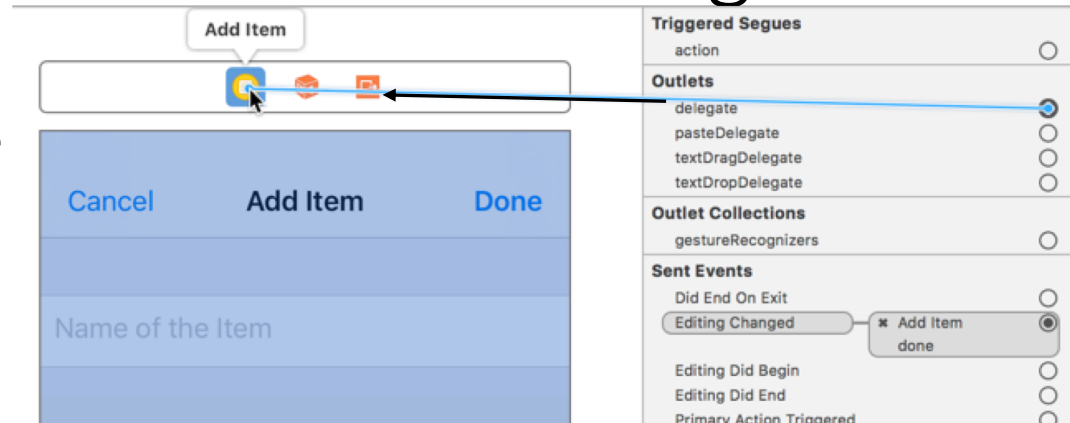 Add Item
Cancel
Add Item
Done
Name of the Item
Triggered Segues
action
Outlets
delegate
pasteDelegate
textDragDelegate
textDropDelegate
Outlet Collections
gestureRecognizers
Sent Events
Did End On Exit
Editing Changed
Add Item
done
Editing Did Begin
Editing Did End
Primary Action Triggered